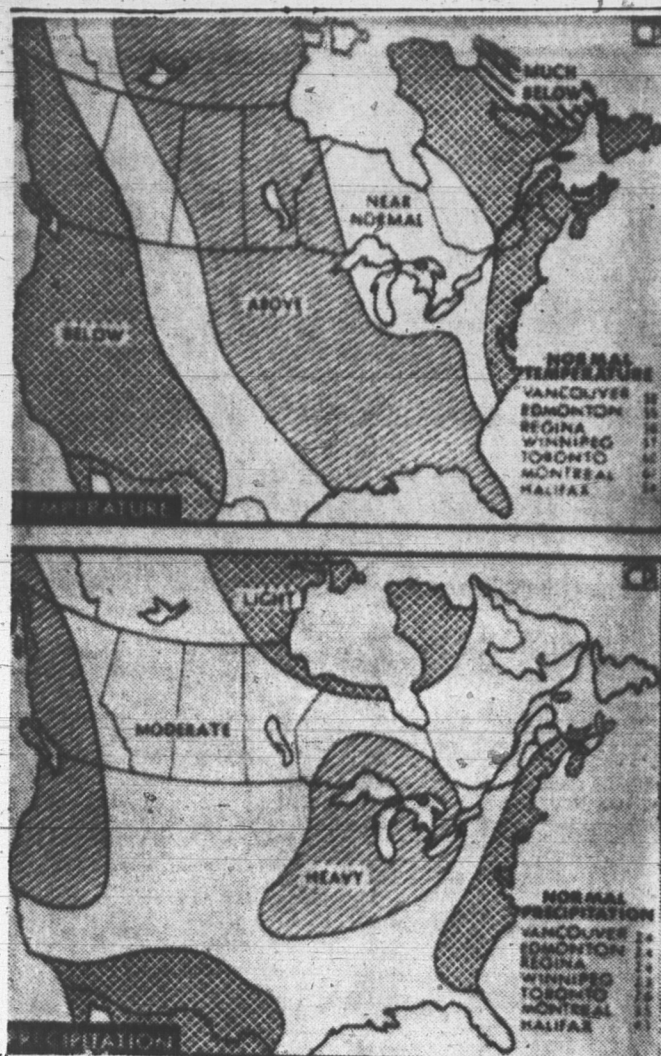 MUCH
BELOW
NEAR
NORMAL
ABOVE
BELOW
NORMAL
TEMPERATURE
VANCOUVER
EDMONTON
REGINA
WINNIPEG
TORONTO
MONTREAL
HALIFAX
TEMPERATURE
LIGHT
MODERATE
HEAVY
NORMAL
PRECIPITATION
VANCOUVER
EDMONTON
REGINA
WINNIPEG
TORONTO
MONTREAL
HALIFAX
PRECIPITATION